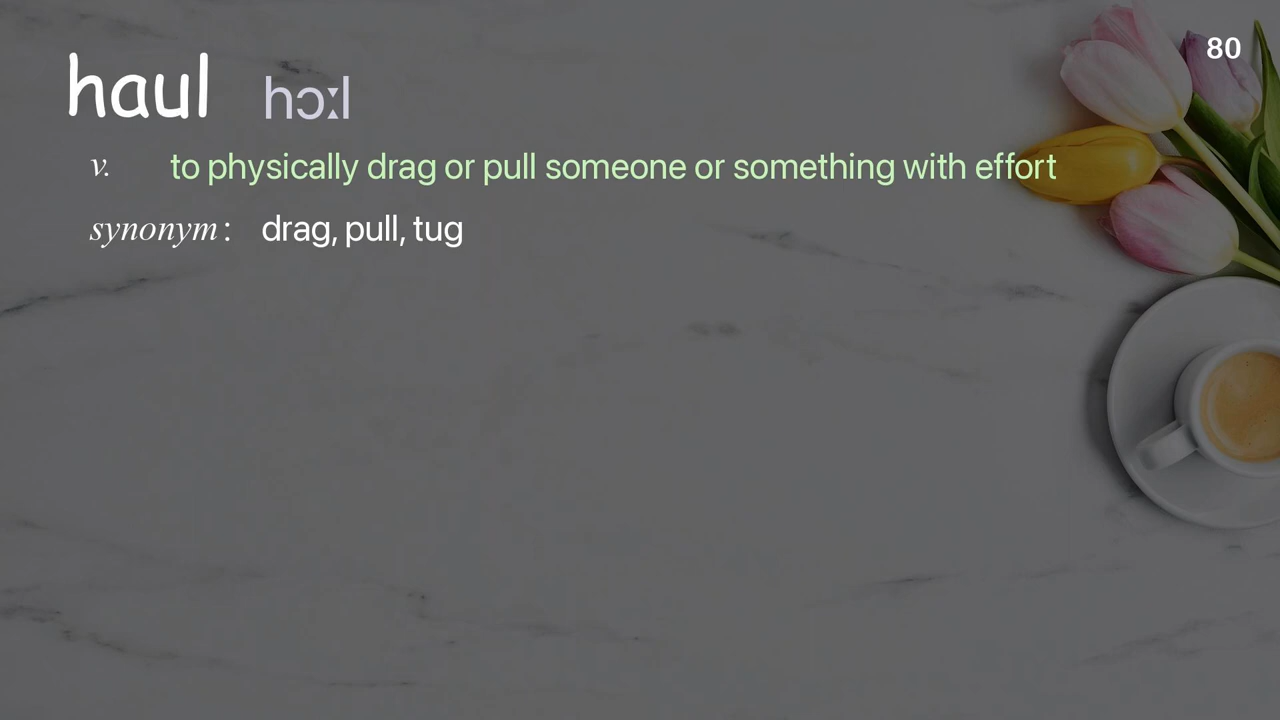 80
haul hɔːl
v. to physically drag or pull someone or something with effort
synonym : drag, pull, tug